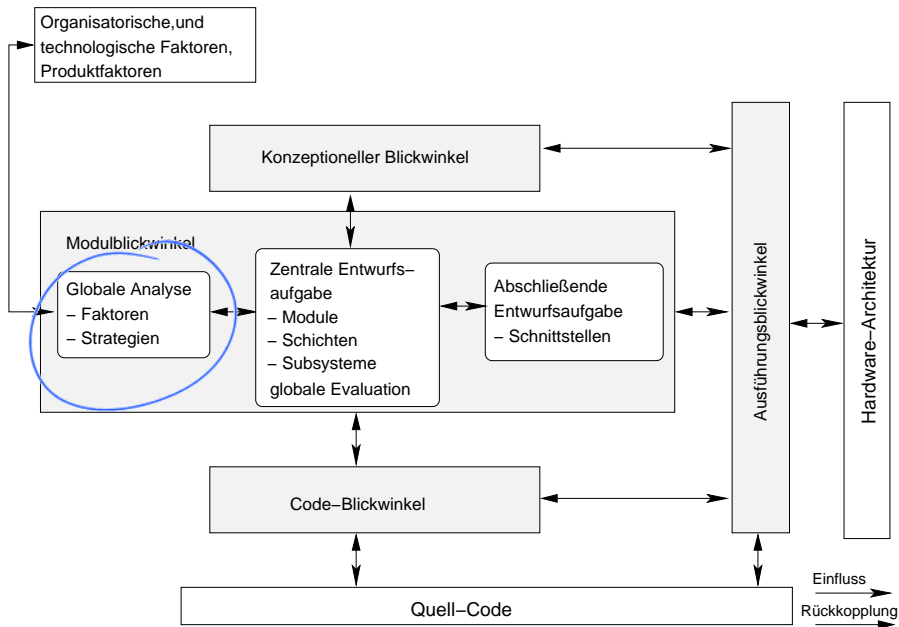 Organisatorische,und
technologische Faktoren,
Produktfaktoren
Konzeptioneller Blickwinkel
Modulblickwinkel
Globale Analyse
– Faktoren
– Strategien
Zentrale Entwurfs–
aufgabe
– Module
– Schichten
– Subsysteme
globale Evaluation
Abschließende
Entwurfsaufgabe
– Schnittstellen
Ausführungsblickwinkel
Hardware–Architektur
Code–Blickwinkel
Quell–Code
Einfluss
Rückkopplung